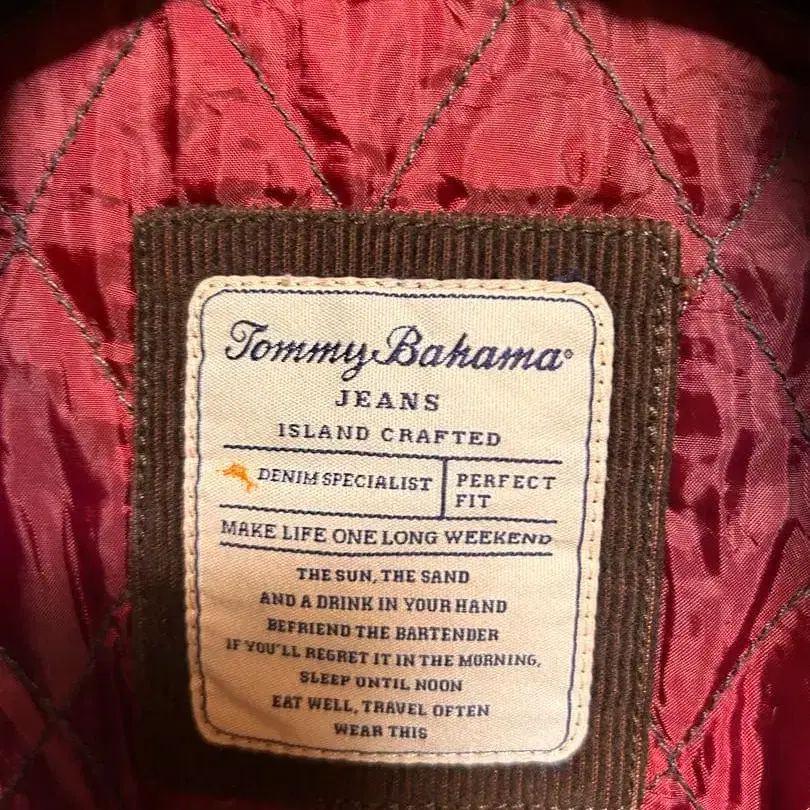 Tommy Bahama®
JEANS
ISLAND CRAFTED
DENIM SPECIALIST
PERFECT
FIT
MAKE LIFE ONE LONG WEEKEND
THE SUN, THE SAND
AND A DRINK IN YOUR HAND
BEFRIEND THE BARTENDER
IF YOU'LL REGRET IT IN THE MORNING,
SLEEP UNTIL NOON
EAT WELL, TRAVEL OFTEN
WEAR THIS